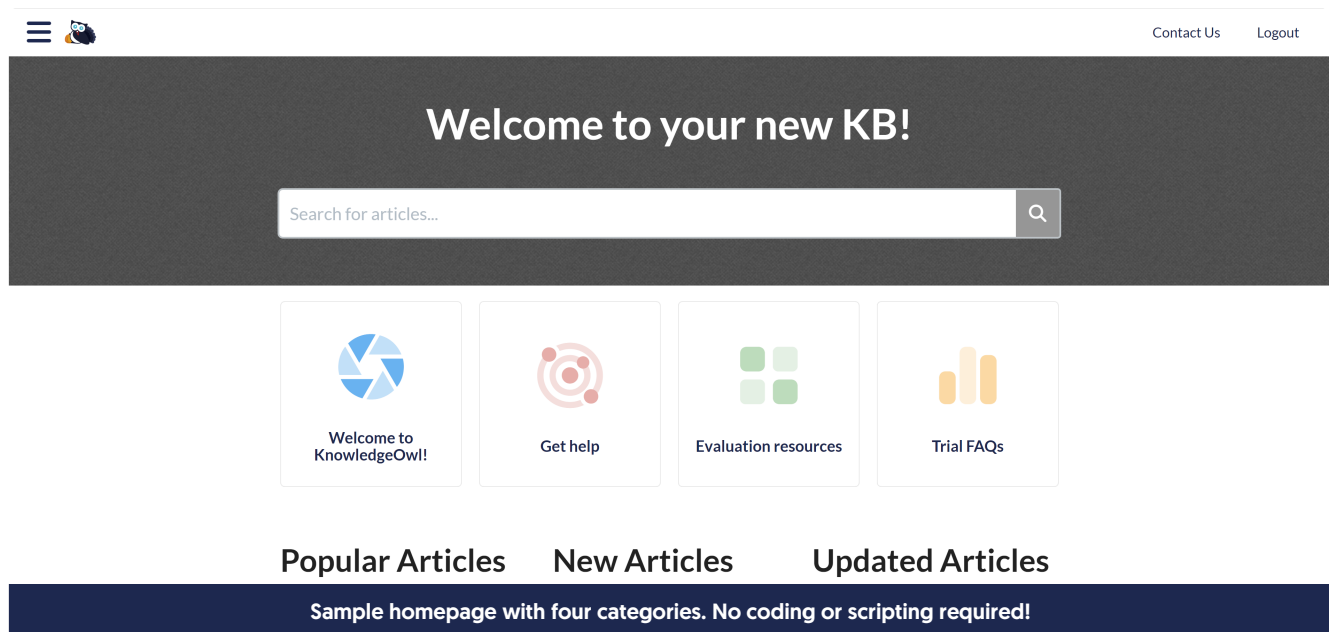 Contact Us
Logout
Welcome to your new KB!
Search for articles...
Welcome to
KnowledgeOwl!
Get help
Evaluation resources
Trial FAQs
Popular Articles
New Articles
Updated Articles
Sample homepage with four categories. No coding or scripting required!